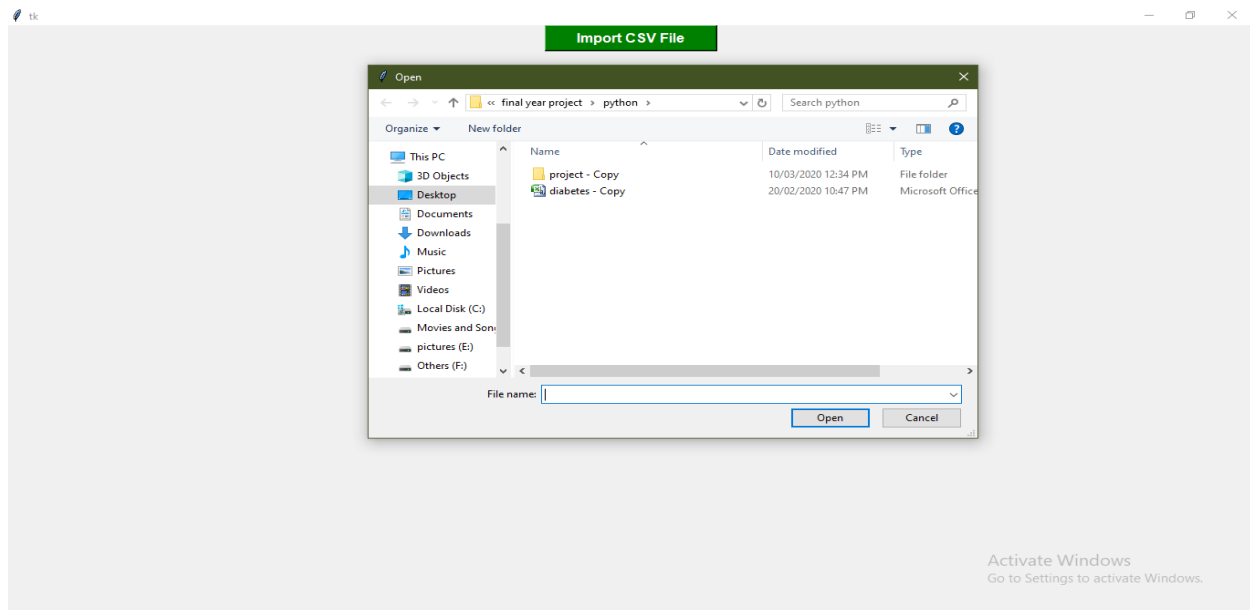 tk
Import CSV File
Open
« final year project › python ›
Search python
Organize
New folder
Name
Date modified
Type
This PC
3D Objects
Desktop
Documents
Downloads
Music
Pictures
Videos
Local Disk (C:)
Movies and Son
pictures (E:)
Others (F:)
project - Copy 10/03/2020 12:34 PM File folder
diabetes - Copy 20/02/2020 10:47 PM Microsoft Office
File name:
Open
Cancel
Activate Windows
Go to Settings to activate Windows.